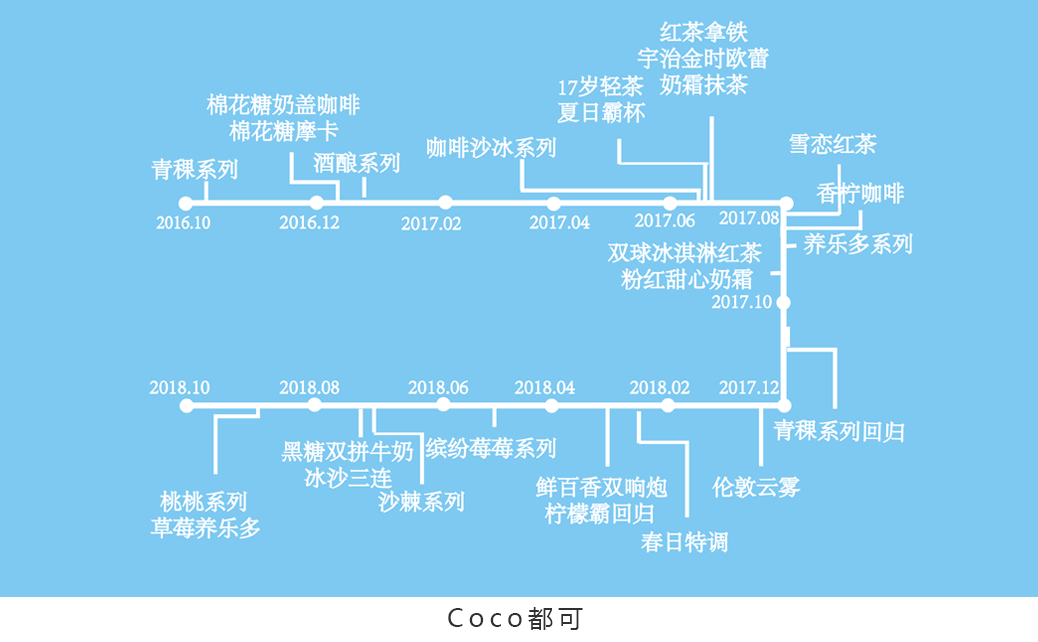 红茶拿铁
宇治金时欧蕾
奶霜抹茶
17岁轻茶
夏日霸杯
棉花糖奶盖咖啡
棉花糖摩卡
青稞系列
酒酿系列
咖啡沙冰系列
雪恋红茶
香柠咖啡
养乐多系列
2016.10
2016.12
2017.02
2017.04
2017.06
2017.08
双球冰淇淋红茶
粉红甜心奶霜
2017.10
2018.10
2018.08
2018.06
2018.04
2018.02
2017.12
青稞系列回归
黑糖双拼牛奶
冰沙三连
沙棘系列
缤纷莓莓系列
鲜百香双响炮
柠檬霸回归
伦敦云雾
桃桃系列
草莓养乐多
春日特调
Coco都可